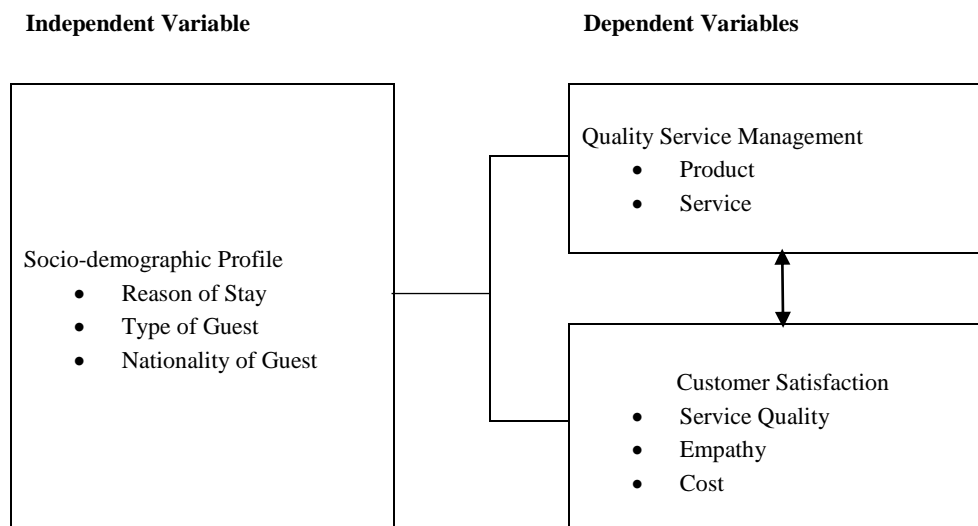 Independent Variable
Dependent Variables
Socio-demographic Profile
• Reason of Stay
• Type of Guest
• Nationality of Guest
Quality Service Management
• Product
• Service
Customer Satisfaction
• Service Quality
• Empathy
• Cost